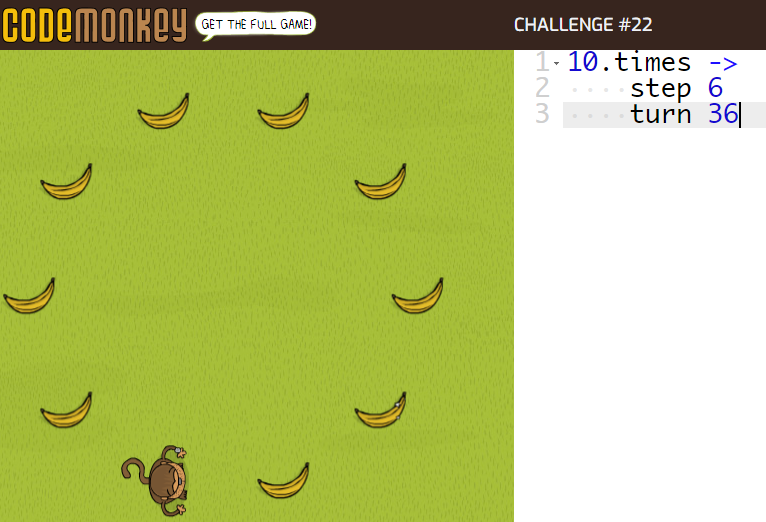 CODEMONKEY
GET THE FULL GAME!
CHALLENGE #22
1 10.times ->
2 step 6
3 turn 36